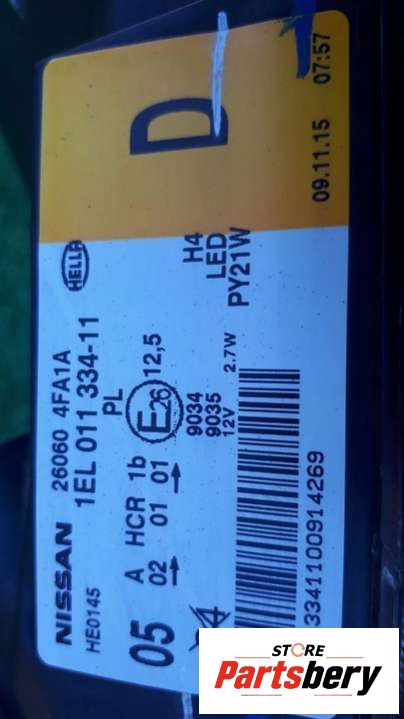 NISSAN 26060 4FA1A
HE0145 1EL 011 334-11
HELLA
PL
05 A HCR 1b E26 12,5
02 01 01
9034 H4
9035 LED
12V PY21W
2.7W
3341100914269
D
09.11.15 07:57
STORE
Partsbery